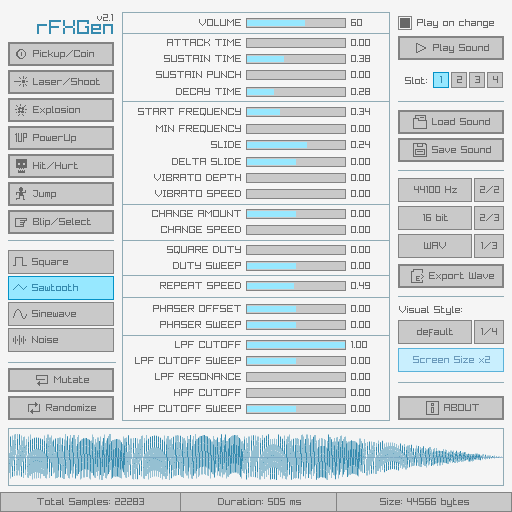 v2.1
rFXGen
Pickup/Coin
Laser/Shoot
Explosion
1UP PowerUp
Hit/Hurt
Jump
Blip/Select
Square
Sawtooth
Sinewave
Noise
Mutate
Randomize
VOLUME 60
ATTACK TIME 0.00
SUSTAIN TIME 0.38
SUSTAIN PUNCH 0.00
DECAY TIME 0.28
START FREQUENCY 0.34
MIN FREQUENCY 0.00
SLIDE 0.24
DELTA SLIDE 0.00
VIBRATO DEPTH 0.00
VIBRATO SPEED 0.00
CHANGE AMOUNT 0.00
CHANGE SPEED 0.00
SQUARE DUTY 0.00
DUTY SWEEP 0.00
REPEAT SPEED 0.49
PHASER OFFSET 0.00
PHASER SWEEP 0.00
LPF CUTOFF 1.00
LPF CUTOFF SWEEP 0.00
LPF RESONANCE 0.00
HPF CUTOFF 0.00
HPF CUTOFF SWEEP 0.00
Play on change
Play Sound
Slot: 1 2 3 4
Load Sound
Save Sound
44100 Hz 2/2
16 bit 2/3
WAV 1/3
Export Wave
Visual Style:
default 1/4
Screen Size x2
ABOUT
Total Samples: 22283
Duration: 505 ms
Size: 44566 bytes